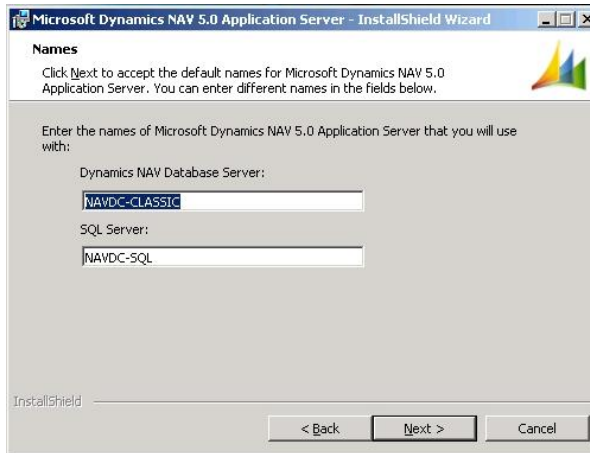 Microsoft Dynamics NAV 5.0 Application Server - InstallShield Wizard
Names
Click Next to accept the default names for Microsoft Dynamics NAV 5.0
Application Server. You can enter different names in the fields below.
Enter the names of Microsoft Dynamics NAV 5.0 Application Server that you will use
with:
Dynamics NAV Database Server:
NAVDC-CLASSIC
SQL Server:
NAVDC-SQL
InstallShield
< Back
Next >
Cancel